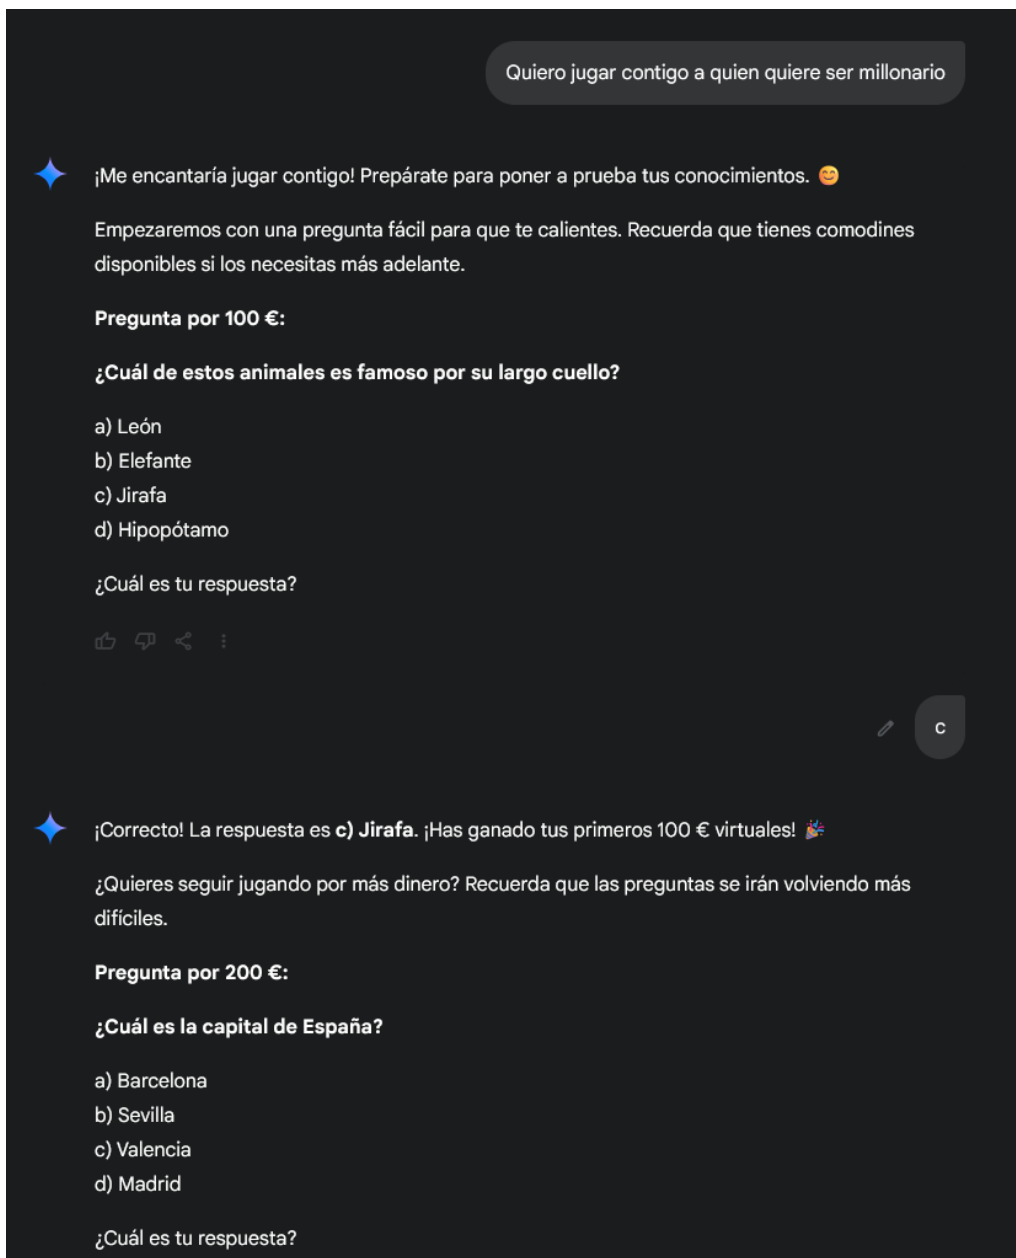 Quiero jugar contigo a quien quiere ser millonario
¡Me encantaría jugar contigo! Prepárate para poner a prueba tus conocimientos. 😊
Empezaremos con una pregunta fácil para que te calientes. Recuerda que tienes comodines
disponibles si los necesitas más adelante.
Pregunta por 100 €:
¿Cuál de estos animales es famoso por su largo cuello?
a) León
b) Elefante
c) Jirafa
d) Hipopótamo
¿Cuál es tu respuesta?
c
¡Correcto! La respuesta es c) Jirafa. ¡Has ganado tus primeros 100 € virtuales! 🎉
¿Quieres seguir jugando por más dinero? Recuerda que las preguntas se irán volviendo más
difíciles.
Pregunta por 200 €:
¿Cuál es la capital de España?
a) Barcelona
b) Sevilla
c) Valencia
d) Madrid
¿Cuál es tu respuesta?